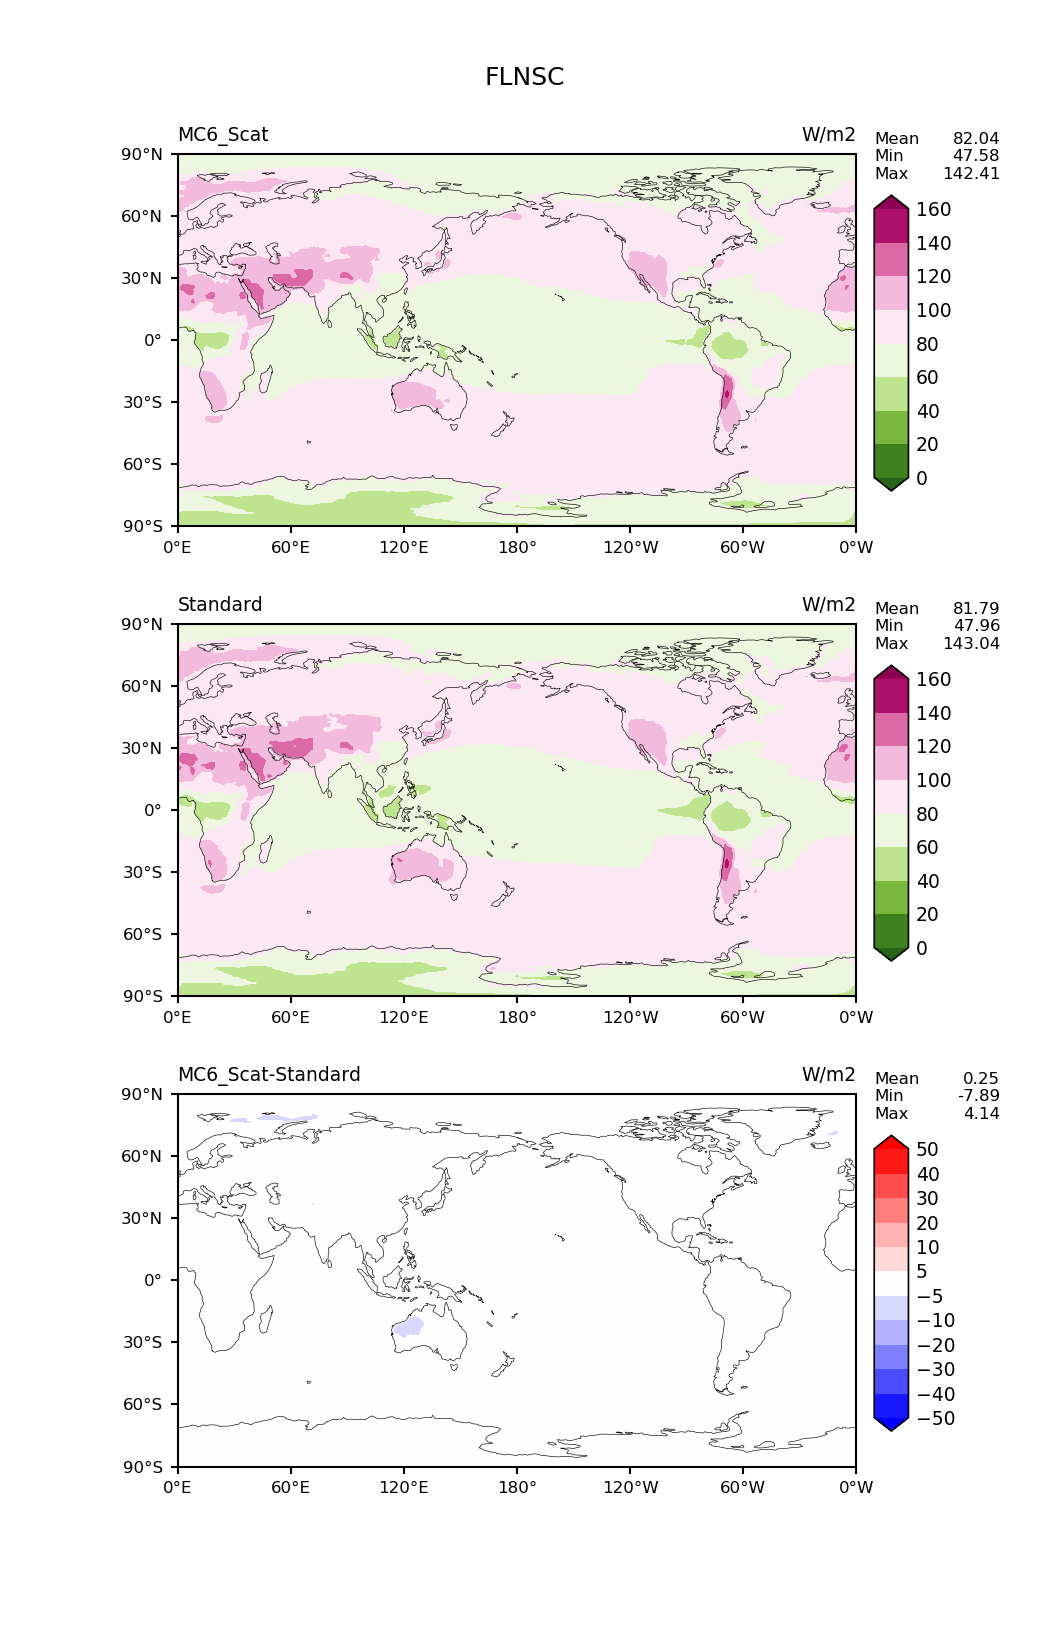 FLNSC
MC6_Scat W/m2
Mean 82.04
Min 47.58
Max 142.41
90°N
60°N
30°N
0°
30°S
60°S
90°S
0°E 60°E 120°E 180° 120°W 60°W 0°W
160
140
120
100
80
60
40
20
0
Standard W/m2
Mean 81.79
Min 47.96
Max 143.04
90°N
60°N
30°N
0°
30°S
60°S
90°S
0°E 60°E 120°E 180° 120°W 60°W 0°W
160
140
120
100
80
60
40
20
0
MC6_Scat-Standard W/m2
Mean 0.25
Min -7.89
Max 4.14
90°N
60°N
30°N
0°
30°S
60°S
90°S
0°E 60°E 120°E 180° 120°W 60°W 0°W
50
40
30
20
10
5
−5
−10
−20
−30
−40
−50